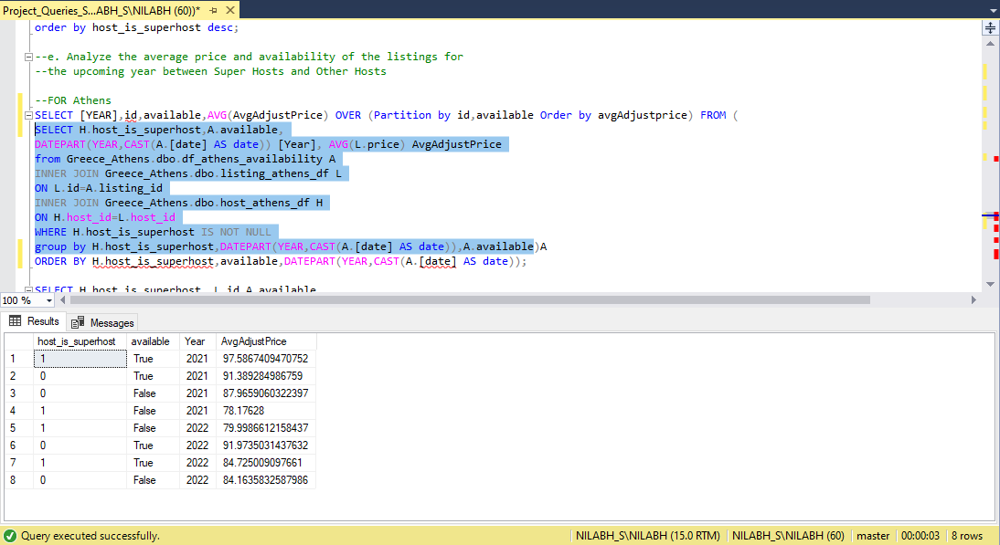 Project_Queries_S...ABH_S\NILABH (60))*
order by host_is_superhost desc;
--e. Analyze the average price and availability of the listings for
--the upcoming year between Super Hosts and Other Hosts
--FOR Athens
SELECT [YEAR],id,available,AVG(AvgAdjustPrice) OVER (Partition by id,available Order by avgAdjustprice) FROM (
SELECT H.host_is_superhost,A.available,
DATEPART(YEAR,CAST(A.[date] AS date)) [Year], AVG(L.price) AvgAdjustPrice
from Greece_Athens.dbo.df_athens_availability A
INNER JOIN Greece_Athens.dbo.listing_athens_df L
ON L.id=A.listing_id
INNER JOIN Greece_Athens.dbo.host_athens_df H
ON H.host_id=L.host_id
WHERE H.host_is_superhost IS NOT NULL
group by H.host_is_superhost,DATEPART(YEAR,CAST(A.[date] AS date)),A.available)A
ORDER BY H.host_is_superhost,available,DATEPART(YEAR,CAST(A.[date] AS date));
SELECT H.host_is_superhost, L.id,A.available
100 %
Results Messages
host_is_superhost available Year AvgAdjustPrice
1 1 True 2021 97.5867409470752
2 0 True 2021 91.389284986759
3 0 False 2021 87.9659060322397
4 1 False 2021 78.17628
5 1 False 2022 79.9986612158437
6 0 True 2022 91.9735031437632
7 1 True 2022 84.725009097661
8 0 False 2022 84.1635832587986
Query executed successfully. NILABH_S\NILABH (15.0 RTM) NILABH_S\NILABH (60) master 00:00:03 8 rows